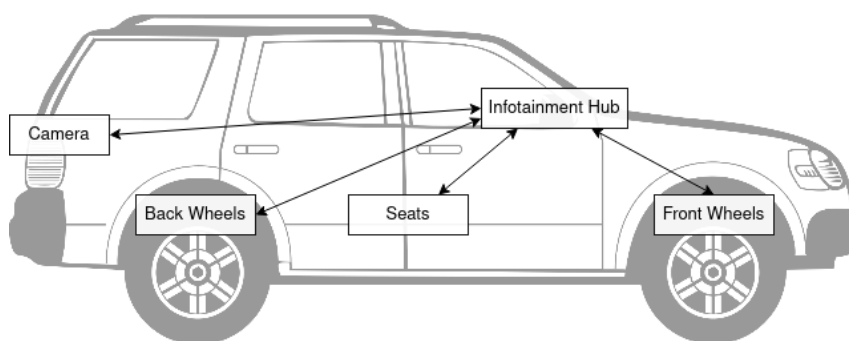 Infotainment Hub
Camera
Back Wheels
Seats
Front Wheels